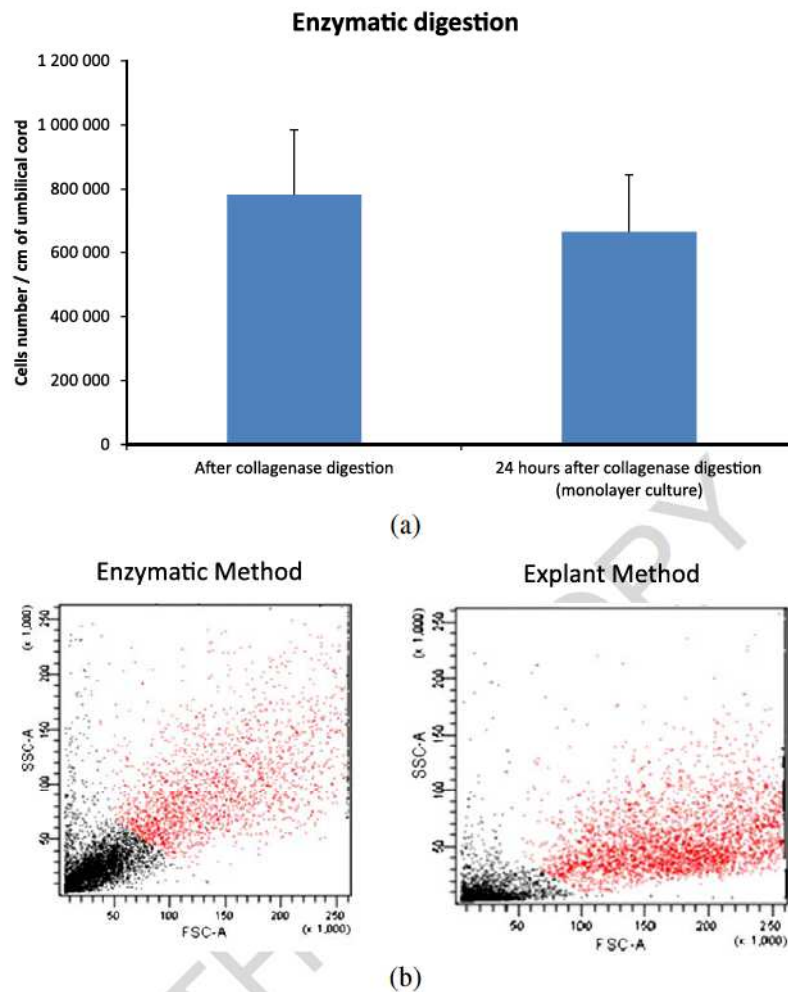 Enzymatic digestion
Cells number / cm of umbilical cord
1 200 000
1 000 000
800 000
600 000
400 000
200 000
0
After collagenase digestion
24 hours after collagenase digestion
(monolayer culture)
(a)
Enzymatic Method
(x 1,000)
SSC-A
250
200
150
100
50
50 100 150 200 250
FSC-A
(x 1,000)
Explant Method
(x 1,000)
SSC-A
250
200
150
100
50
50 100 150 200 250
FSC-A
(x 1,000)
(b)